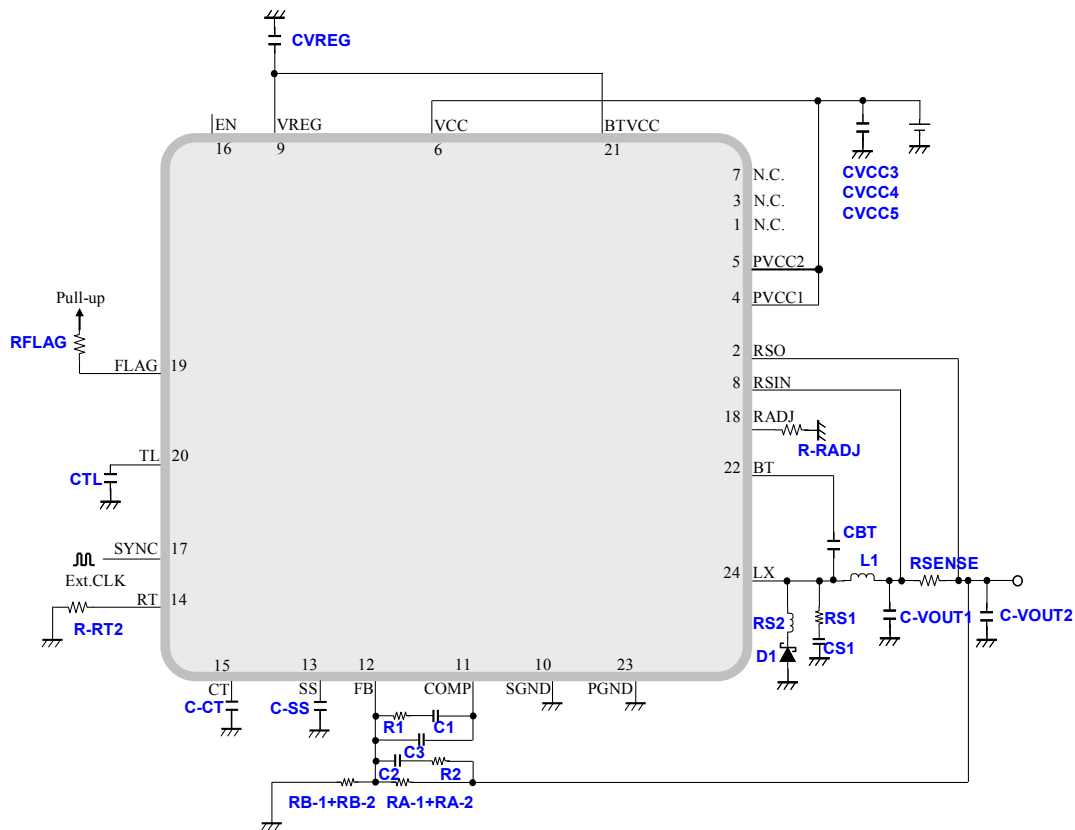 CVREG
EN
VREG
VCC
BTVCC
16
9
6
21
7 N.C.
3 N.C.
1 N.C.
CVCC3
CVCC4
CVCC5
5 PVCC2
4 PVCC1
Pull-up
RFLAG
FLAG 19
2 RSO
8 RSIN
18 RADJ
R-RADJ
TL 20
CTL
22 BT
CBT
SYNC 17
Ext.CLK
RT 14
R-RT2
24 LX
L1
RSENSE
RS2
RS1
C-VOUT1
C-VOUT2
D1
CS1
15
13
12
11
10
23
CT
SS
FB
COMP
SGND
PGND
C-CT
C-SS
R1
C1
C3
C2
R2
RB-1+RB-2
RA-1+RA-2